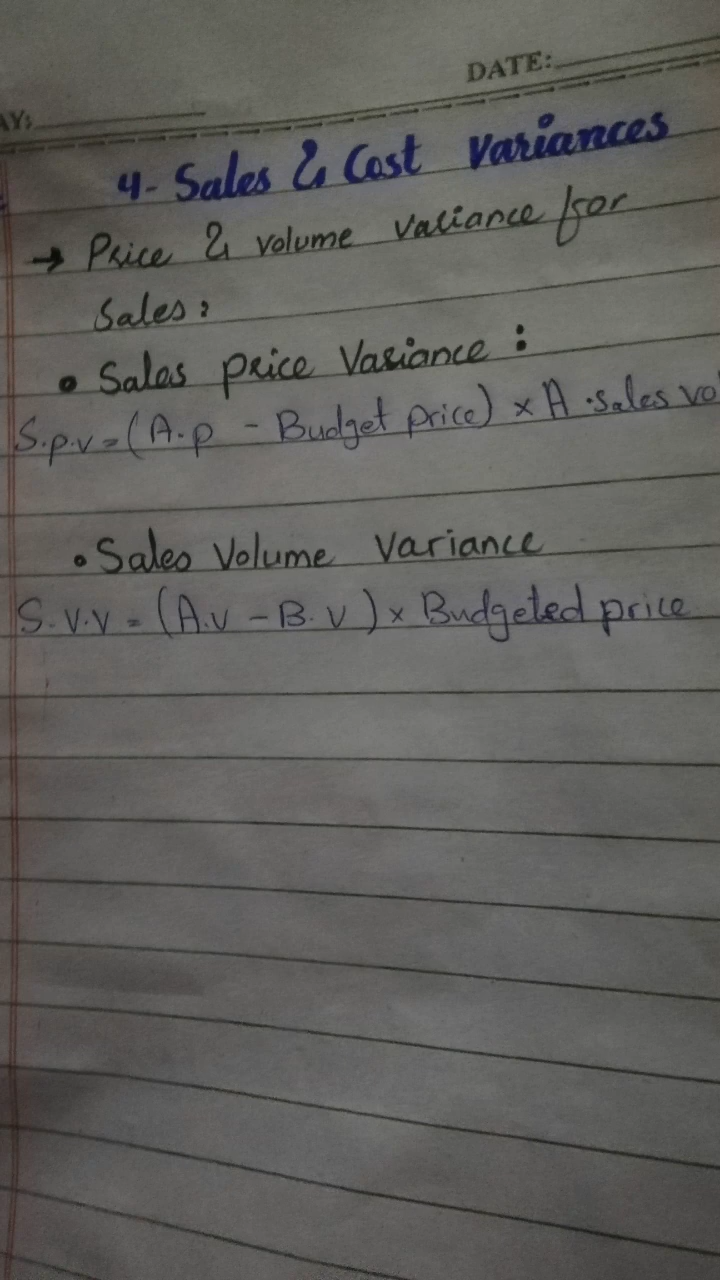 DATE:
AY:
4- Sales & Cost Variances
→ Price & volume variance for
Sales:
• Sales price Variance :
S.p.v = (A.p - Budget price) × A.sales vo
• Sales Volume Variance
S.V.V = (A.v - B.v) × Budgeted price